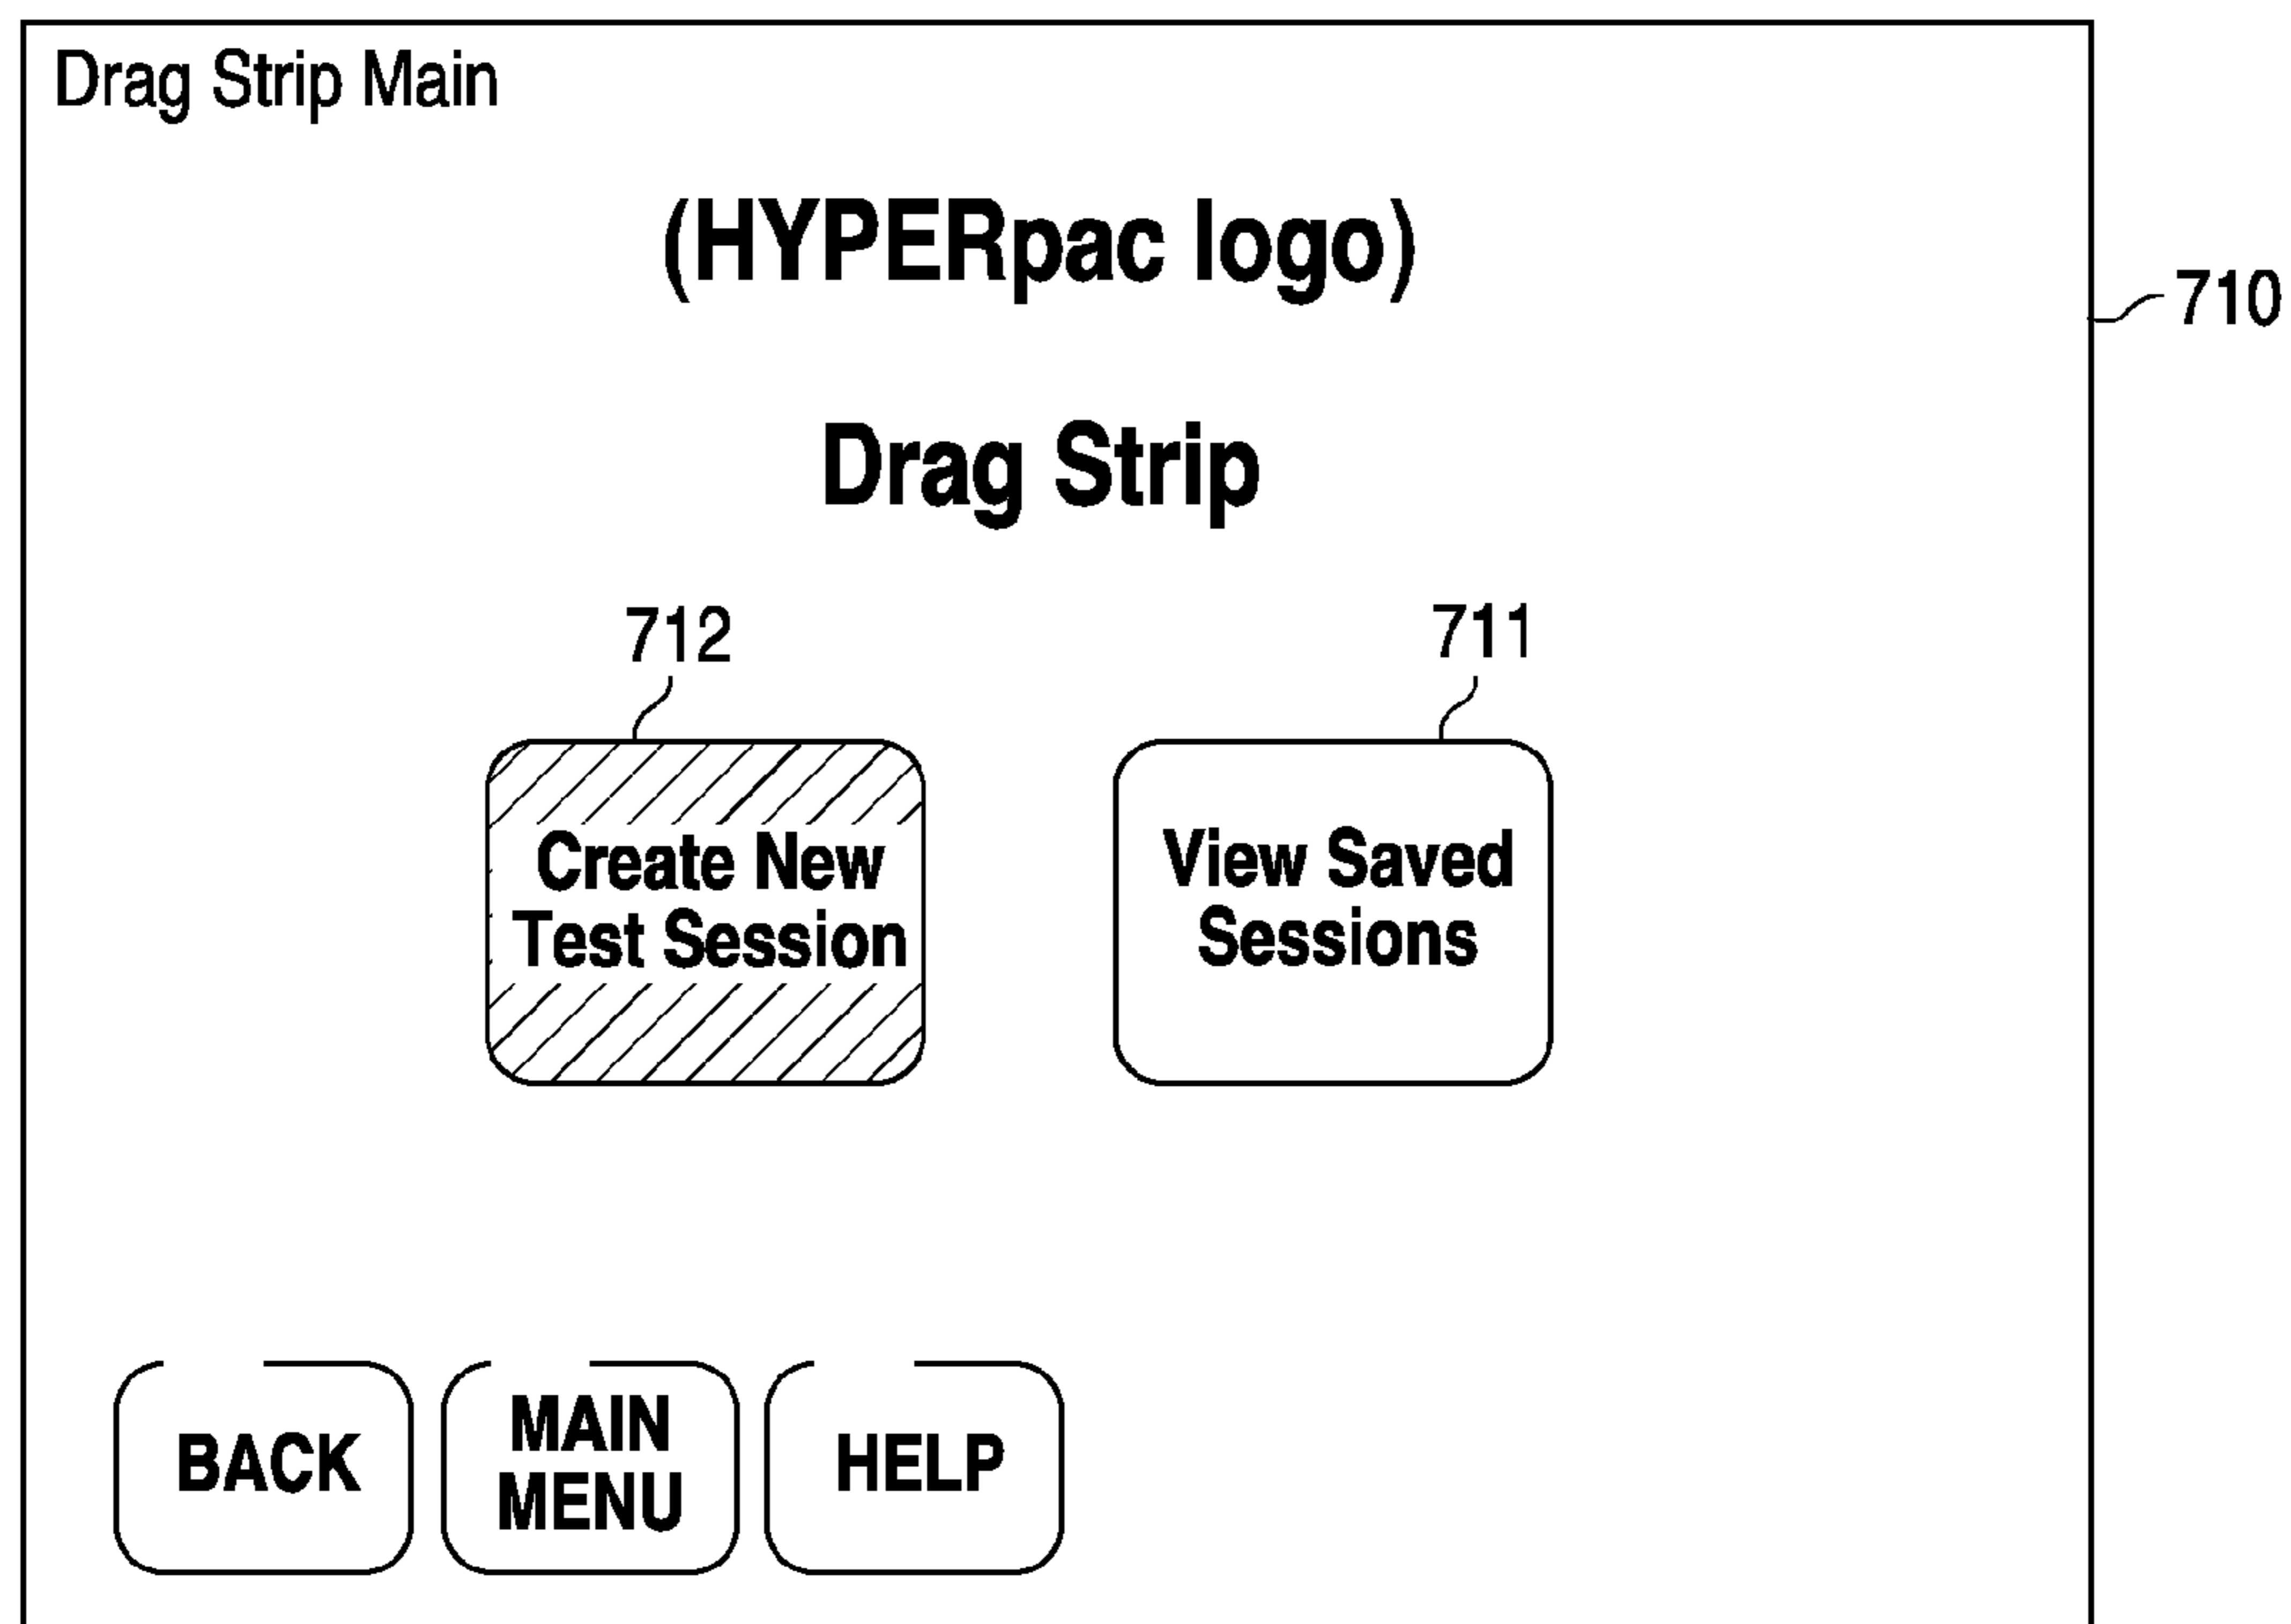 Drag Strip Main
(HYPERpac logo)
710
Drag Strip
712
711
Create New
Test Session
View Saved
Sessions
BACK
MAIN
MENU
HELP